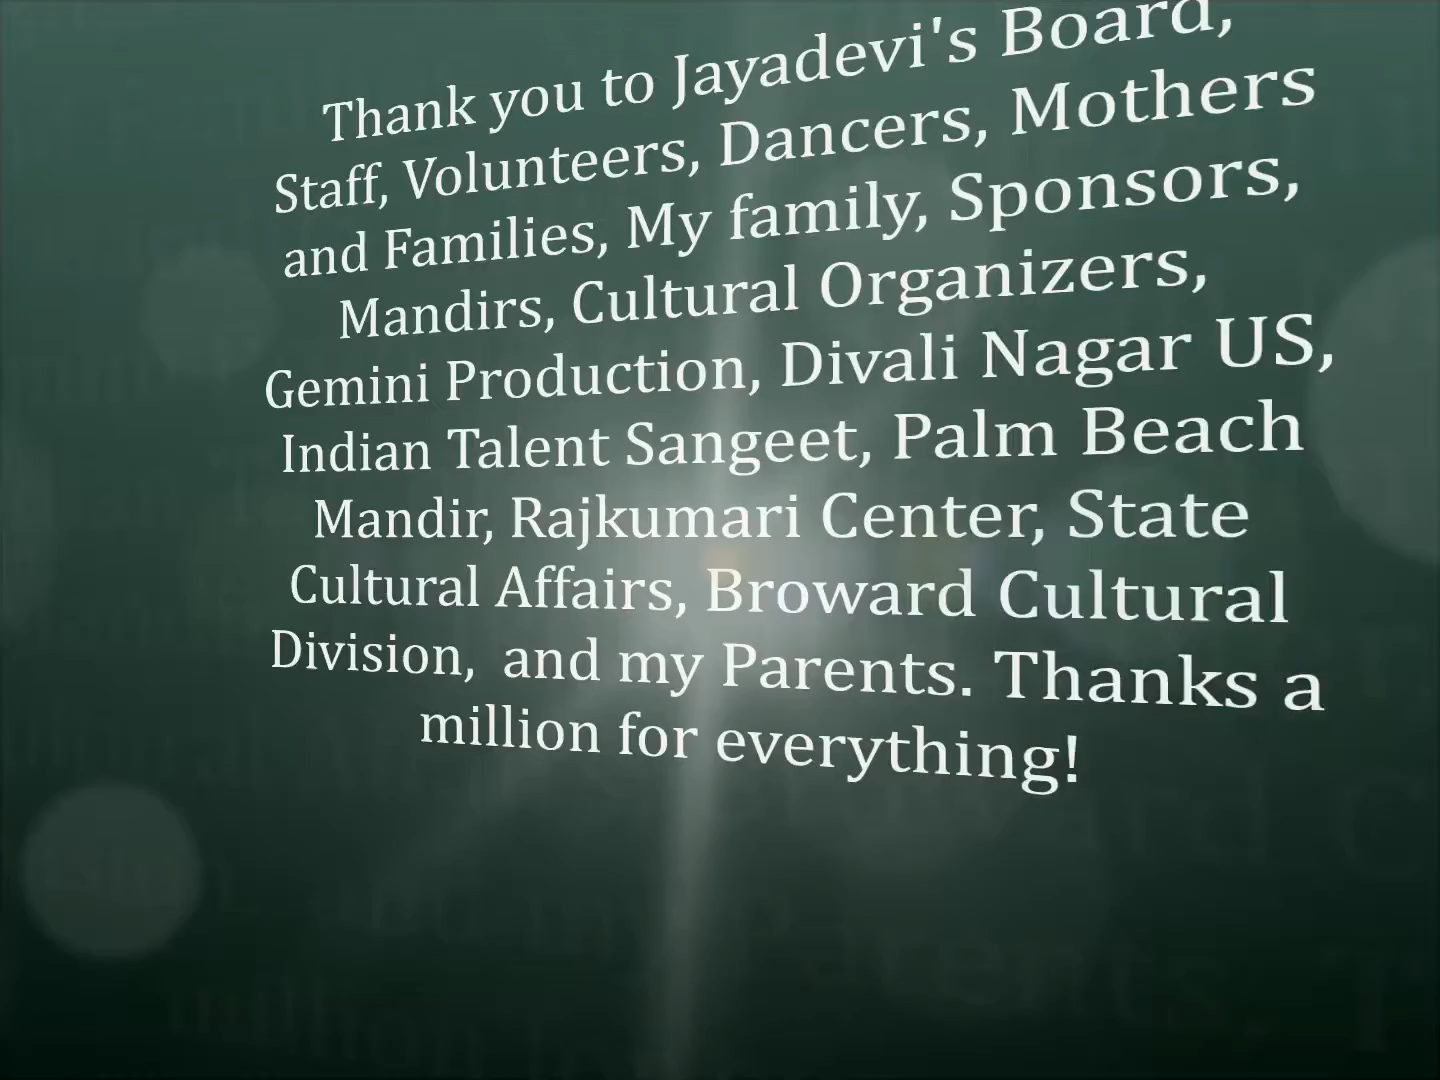 Thank you to Jayadevi's Board,
Staff, Volunteers, Dancers, Mothers
and Families, My family, Sponsors,
Mandirs, Cultural Organizers,
Gemini Production, Divali Nagar US,
Indian Talent Sangeet, Palm Beach
Mandir, Rajkumari Center, State
Cultural Affairs, Broward Cultural
Division, and my Parents. Thanks a
million for everything!